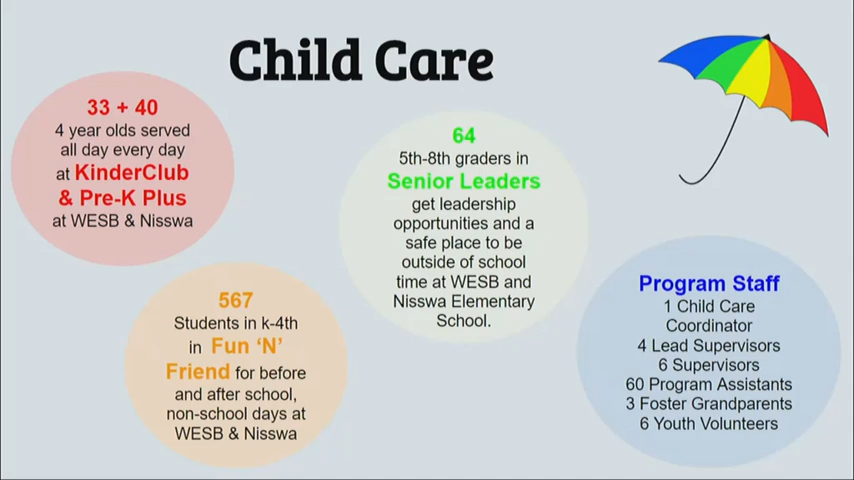 Child Care
33 + 40
4 year olds served
all day every day
at KinderClub
& Pre-K Plus
at WESB & Nisswa
567
Students in k-4th
in Fun ‘N’
Friend for before
and after school,
non-school days at
WESB & Nisswa
64
5th-8th graders in
Senior Leaders
get leadership
opportunities and a
safe place to be
outside of school
time at WESB and
Nisswa Elementary
School.
Program Staff
1 Child Care
Coordinator
4 Lead Supervisors
6 Supervisors
60 Program Assistants
3 Foster Grandparents
6 Youth Volunteers